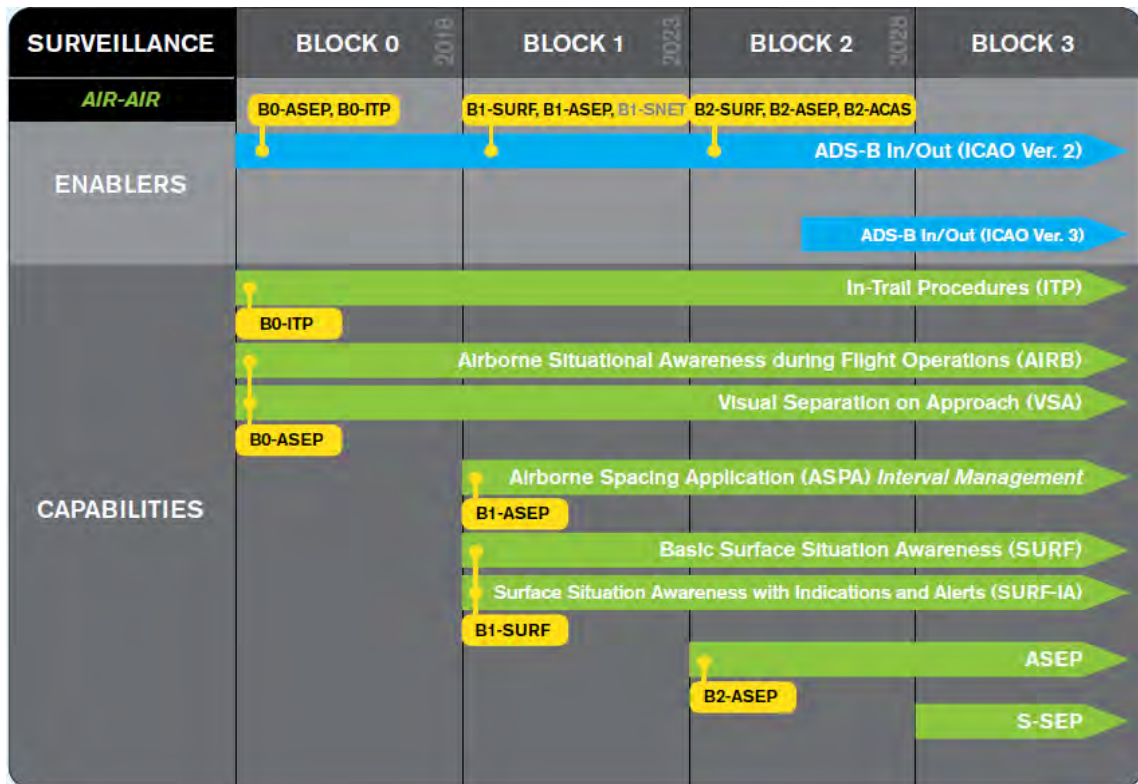 SURVEILLANCE
BLOCK 0
2018
BLOCK 1
2023
BLOCK 2
2028
BLOCK 3
AIR-AIR
B0-ASEP, B0-ITP
B1-SURF, B1-ASEP, B1-SNET
B2-SURF, B2-ASEP, B2-ACAS
ENABLERS
ADS-B In/Out (ICAO Ver. 2)
ADS-B In/Out (ICAO Ver. 3)
CAPABILITIES
In-Trail Procedures (ITP)
B0-ITP
Airborne Situational Awareness during Flight Operations (AIRB)
Visual Separation on Approach (VSA)
B0-ASEP
Airborne Spacing Application (ASPA) Interval Management
B1-ASEP
Basic Surface Situation Awareness (SURF)
Surface Situation Awareness with Indications and Alerts (SURF-IA)
B1-SURF
ASEP
B2-ASEP
S-SEP